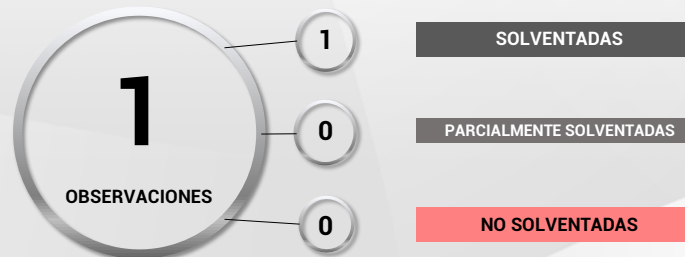 1
OBSERVACIONES
1
SOLVENTADAS
0
PARCIALMENTE SOLVENTADAS
0
NO SOLVENTADAS